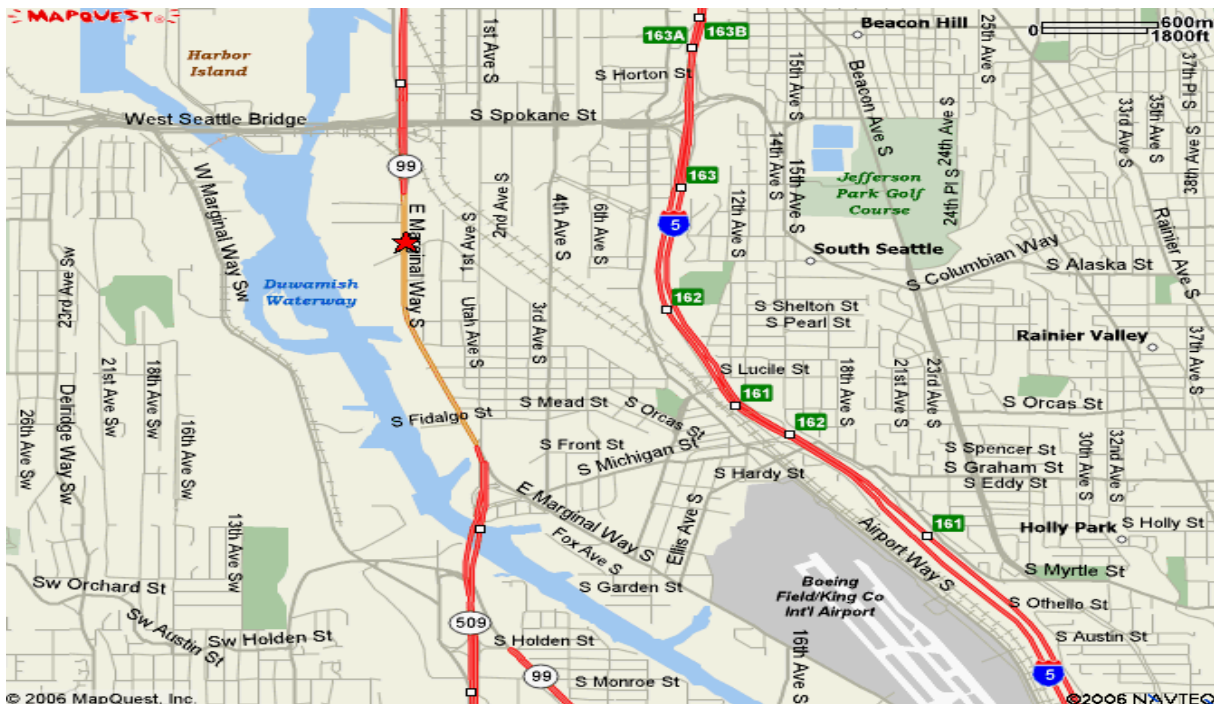 MAPQUEST
Harbor
Island
1st Ave S
163A
163B
Beacon Hill
25th Ave S
600m
0
1800ft
S Horton St
15th Ave S
Beacon Ave S
24th Ave S
33rd Ave S
35th Ave S
37th Pl S
38th Ave S
West Seattle Bridge
S Spokane St
99
W Marginal Way SW
E Marginal Way S
1st Ave S
2nd Ave S
4th Ave S
6th Ave S
163
5
12th Ave S
14th Ave S
15th Ave S
Jefferson
Park Golf
Course
24th Pl S
Rainier Ave S
South Seattle
S Columbian Way
S Alaska St
23rd Ave SW
Duwamish
Waterway
Utah Ave S
3rd Ave S
162
S Shelton St
S Pearl St
Rainier Valley
37th Ave S
26th Ave SW
Delridge Way SW
21st Ave SW
18th Ave SW
16th Ave SW
S Lucile St
18th Ave S
21st Ave S
23rd Ave S
161
S Fidalgo St
S Mead St
S Orcas St
S Orcas St
162
S Front St
S Michigan St
S Spencer St
S Graham St
S Eddy St
30th Ave S
32nd Ave S
S Hardy St
13th Ave SW
E Marginal Way S
Fox Ave S
Ellis Ave S
Airport Way S
161
Holly Park
S Holly St
Sw Orchard St
S Garden St
Boeing
Field/King Co
Int'l Airport
S Myrtle St
S Othello St
Sw Austin St
Sw Holden St
509
S Holden St
16th Ave S
S Austin St
99
S Monroe St
5
© 2006 MapQuest, Inc.
©2006 NAVTEQ